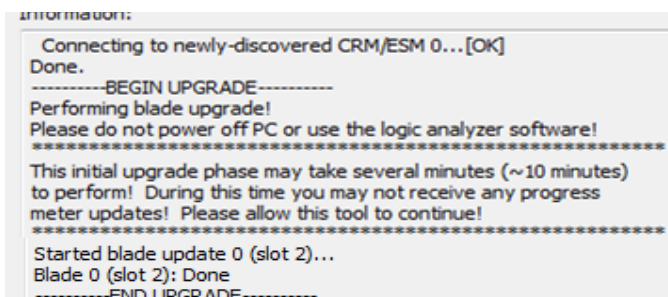 Information:
Connecting to newly-discovered CRM/ESM 0...[OK]
Done.
----------BEGIN UPGRADE----------
Performing blade upgrade!
Please do not power off PC or use the logic analyzer software!
****************************************************************
This initial upgrade phase may take several minutes (~10 minutes)
to perform!  During this time you may not receive any progress
meter updates!  Please allow this tool to continue!
****************************************************************
Started blade update 0 (slot 2)...
Blade 0 (slot 2): Done
----------END UPGRADE----------